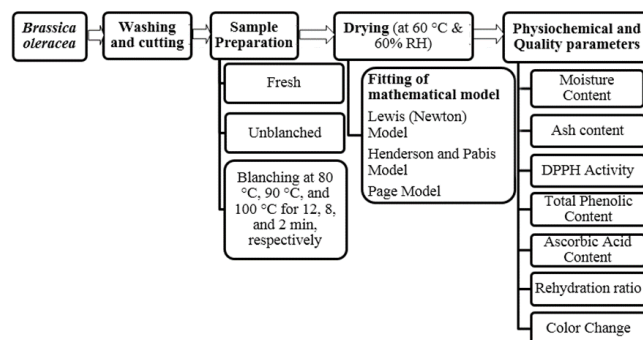 Brassica
oleracea
Washing
and cutting
Sample
Preparation
Fresh
Unblanched
Blanching at 80
°C, 90 °C, and
100 °C for 12, 8,
and 2 min,
respectively
Drying (at 60 °C &
60% RH)
Fitting of
mathematical model
Lewis (Newton)
Model
Henderson and Pabis
Model
Page Model
Physiochemical and
Quality parameters
Moisture
Content
Ash content
DPPH Activity
Total Phenolic
Content
Ascorbic Acid
Content
Rehydration ratio
Color Change